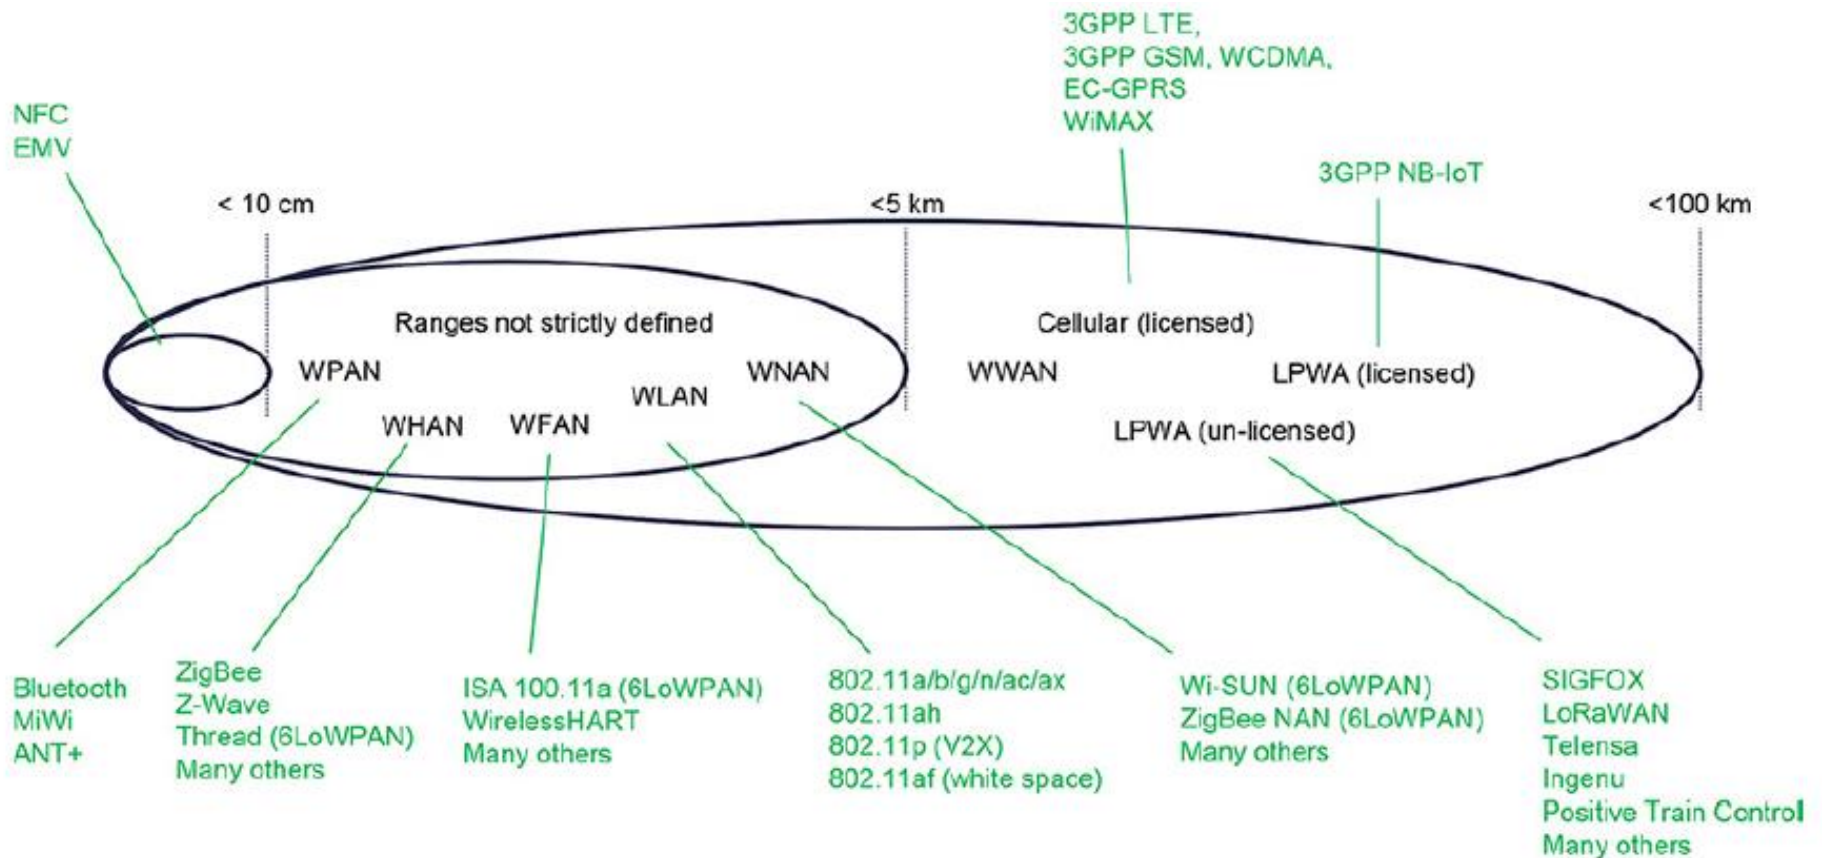 3GPP LTE,
3GPP GSM, WCDMA,
EC-GPRS
WiMAX
NFC
EMV
3GPP NB-IoT
< 10 cm
<5 km
<100 km
Ranges not strictly defined
Cellular (licensed)
WPAN
WNAN
WWAN
LPWA (licensed)
WLAN
WHAN
WFAN
LPWA (un-licensed)
Bluetooth
MiWi
ANT+
ZigBee
Z-Wave
Thread (6LoWPAN)
Many others
ISA 100.11a (6LoWPAN)
WirelessHART
Many others
802.11a/b/g/n/ac/ax
802.11ah
802.11p (V2X)
802.11af (white space)
Wi-SUN (6LoWPAN)
ZigBee NAN (6LoWPAN)
Many others
SIGFOX
LoRaWAN
Telensa
Ingenu
Positive Train Control
Many others